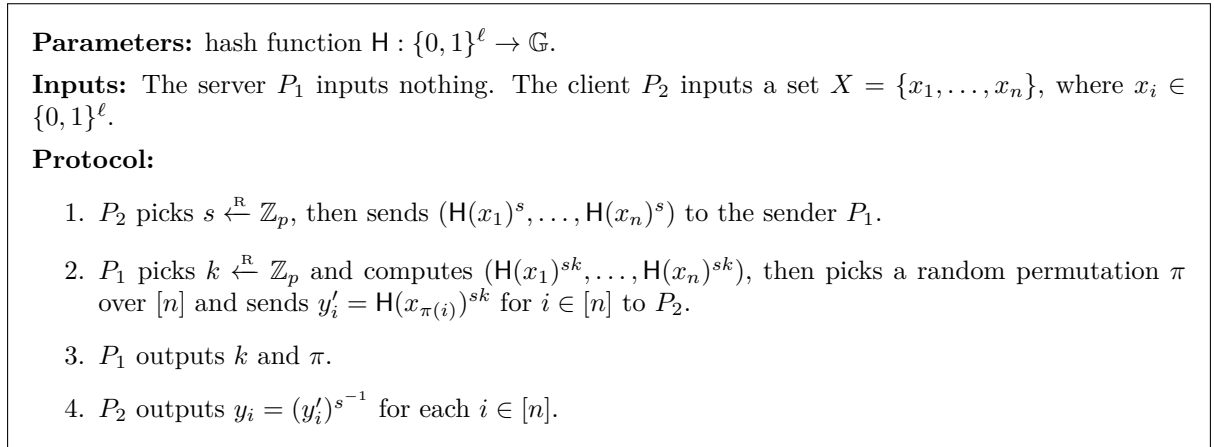 Parameters: hash function H : {0, 1}^ℓ → 𝔾.
Inputs: The server P₁ inputs nothing. The client P₂ inputs a set X = {x₁, . . . , xₙ}, where xᵢ ∈
{0, 1}^ℓ.
Protocol:
1. P₂ picks s ←ᴿ ℤₚ, then sends (H(x₁)^s, . . . , H(xₙ)^s) to the sender P₁.
2. P₁ picks k ←ᴿ ℤₚ and computes (H(x₁)^{sk}, . . . , H(xₙ)^{sk}), then picks a random permutation π
over [n] and sends y′ᵢ = H(x_{π(i)})^{sk} for i ∈ [n] to P₂.
3. P₁ outputs k and π.
4. P₂ outputs yᵢ = (y′ᵢ)^{s⁻¹} for each i ∈ [n].